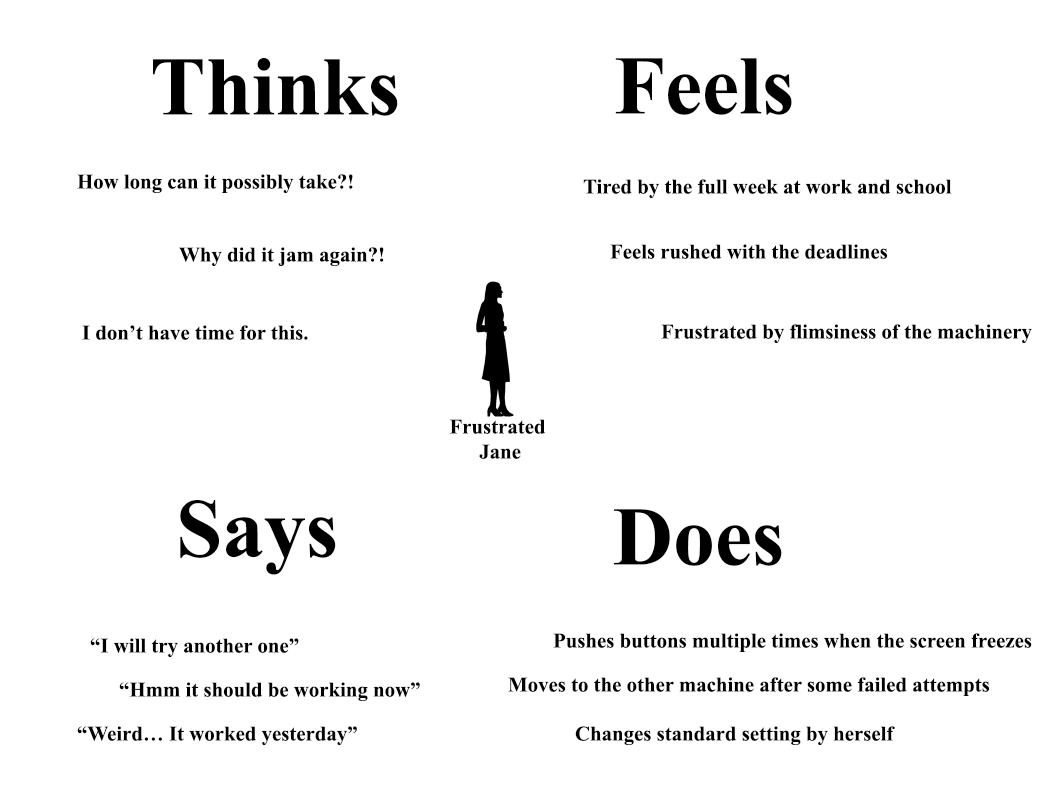 Thinks
How long can it possibly take?!
Why did it jam again?!
I don’t have time for this.
Feels
Tired by the full week at work and school
Feels rushed with the deadlines
Frustrated by flimsiness of the machinery
Frustrated
Jane
Says
“I will try another one”
“Hmm it should be working now”
“Weird… It worked yesterday”
Does
Pushes buttons multiple times when the screen freezes
Moves to the other machine after some failed attempts
Changes standard setting by herself